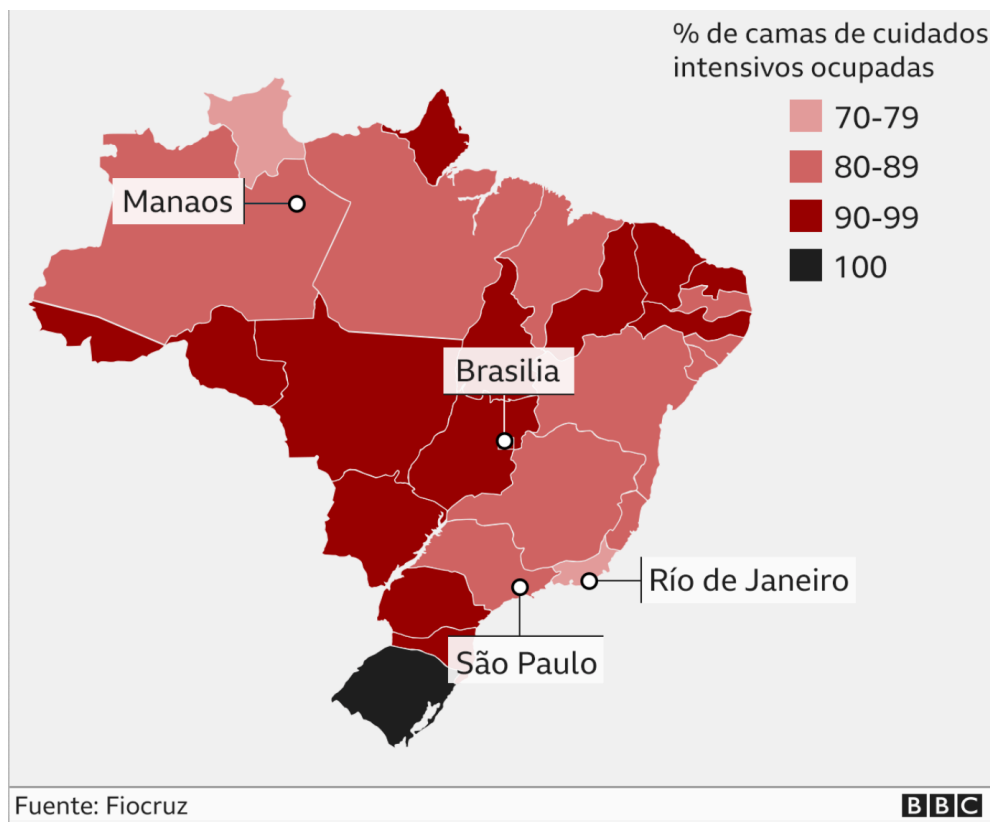 % de camas de cuidados
intensivos ocupadas
70-79
80-89
90-99
100
Manaos
Brasilia
Río de Janeiro
São Paulo
Fuente: Fiocruz
BBC